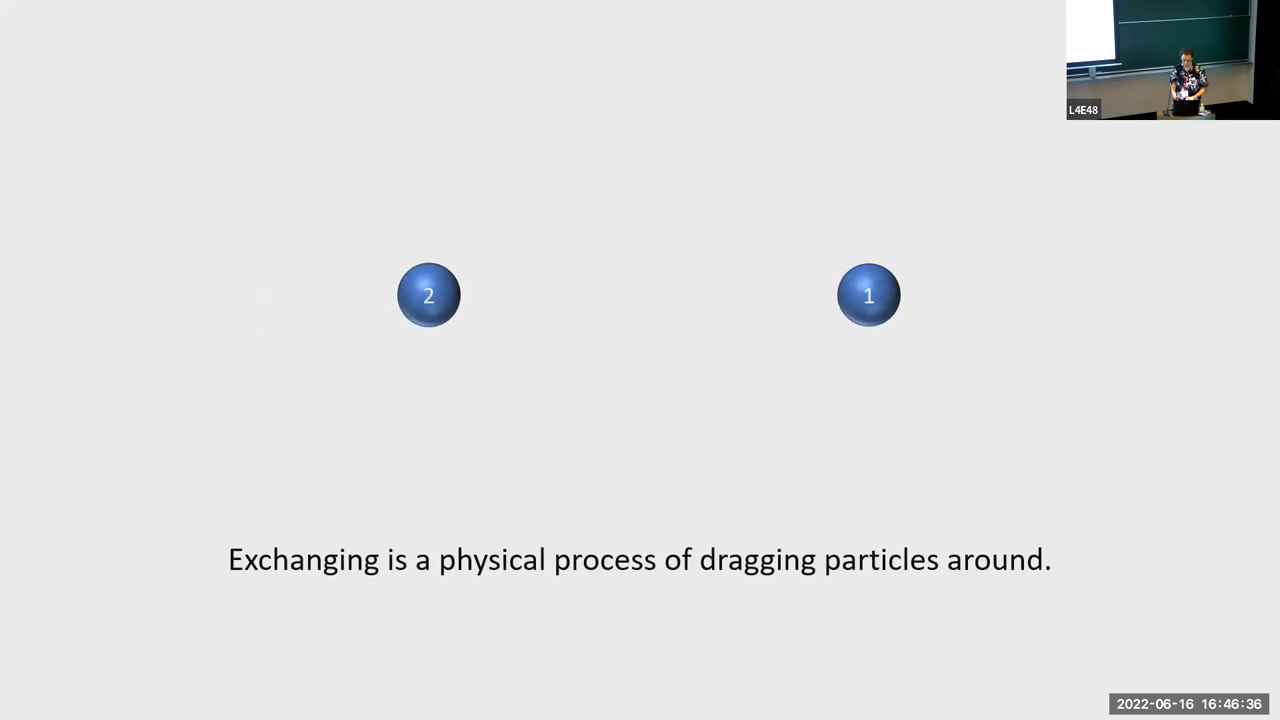 L4E48
2
1
Exchanging is a physical process of dragging particles around.
2022-06-16 16:46:36